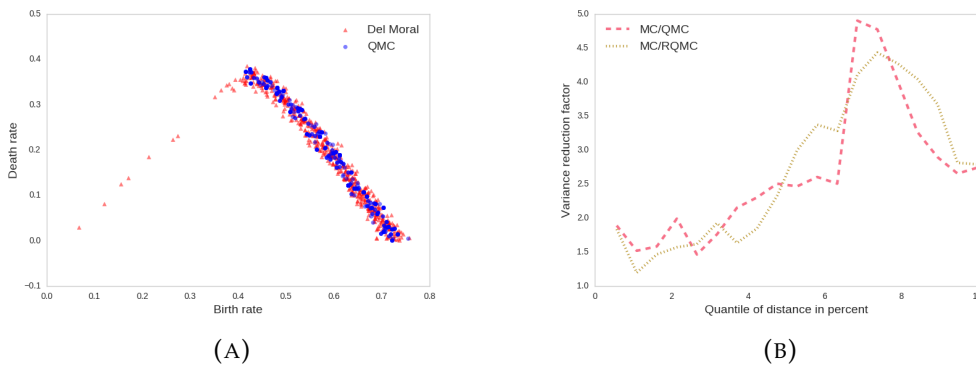 0.5
0.4
0.3
0.2
0.1
0.0
−0.1
0.0 0.1 0.2 0.3 0.4 0.5 0.6 0.7 0.8
Death rate
Birth rate
Del Moral
QMC
(A)
5.0
4.5
4.0
3.5
3.0
2.5
2.0
1.5
1.0
0 2 4 6 8
Variance reduction factor
Quantile of distance in percent
MC/QMC
MC/RQMC
(B)